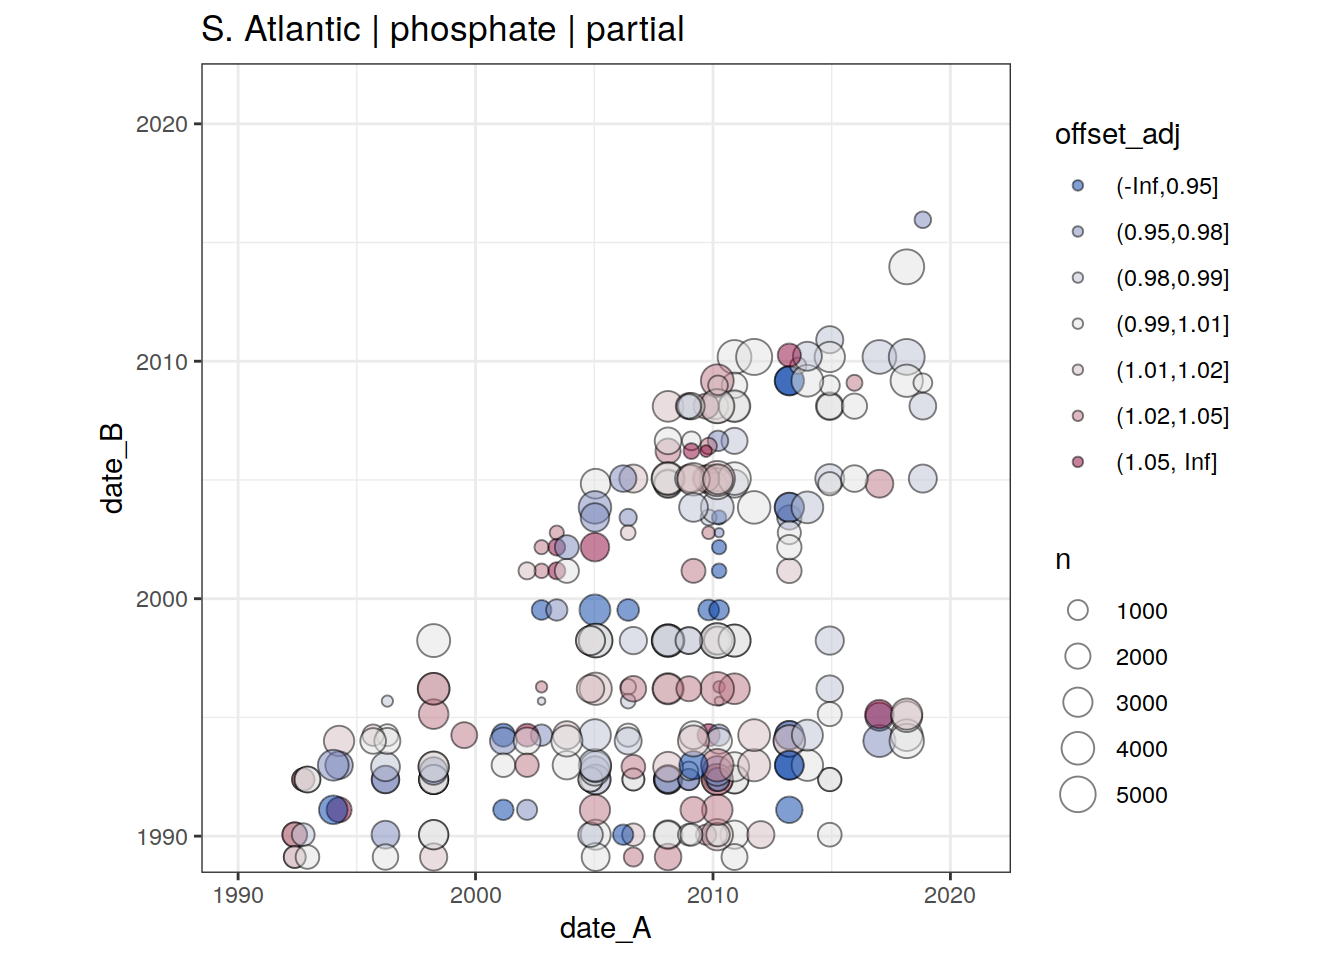 S. Atlantic | phosphate | partial
2020
2010
2000
1990
date_B
1990
2000
2010
2020
date_A
offset_adj
(-Inf,0.95]
(0.95,0.98]
(0.98,0.99]
(0.99,1.01]
(1.01,1.02]
(1.02,1.05]
(1.05, Inf]
n
1000
2000
3000
4000
5000